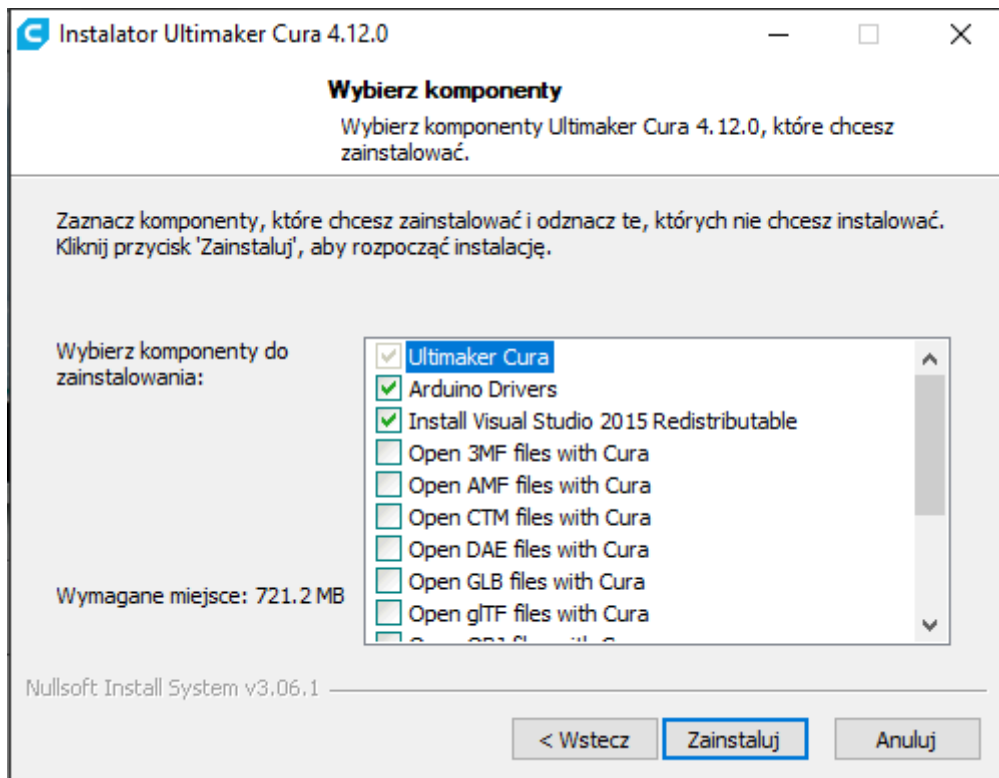 Instalator Ultimaker Cura 4.12.0
Wybierz komponenty
Wybierz komponenty Ultimaker Cura 4.12.0, które chcesz
zainstalować.
Zaznacz komponenty, które chcesz zainstalować i odznacz te, których nie chcesz instalować.
Kliknij przycisk 'Zainstaluj', aby rozpocząć instalację.
Wybierz komponenty do
zainstalowania:
Ultimaker Cura
Arduino Drivers
Install Visual Studio 2015 Redistributable
Open 3MF files with Cura
Open AMF files with Cura
Open CTM files with Cura
Open DAE files with Cura
Open GLB files with Cura
Open glTF files with Cura
Wymagane miejsce: 721.2 MB
Nullsoft Install System v3.06.1
< Wstecz
Zainstaluj
Anuluj